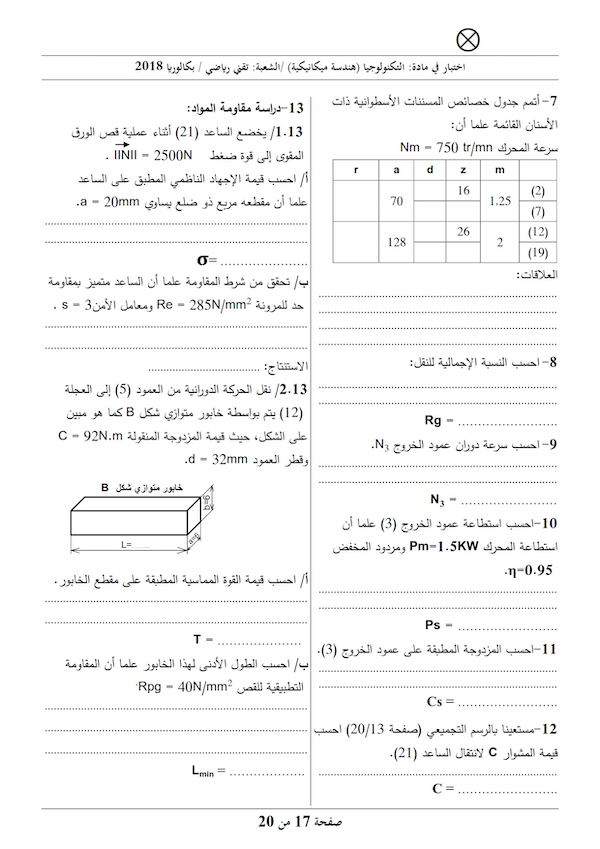 اختبار في مادة: التكنولوجيا (هندسة ميكانيكية) /الشعبة: تقني رياضي / بكالوريا 2018
7- أتمم جدول خصائص المسننات الأسطوانية ذات
الأسنان القائمة علما أن:
سرعة المحرك Nm = 750 tr/mn
r a d z m
(2) 1.25 16 70
(7)
(12) 2 26 128
(19)
العلاقات:
8- احسب النسبة الإجمالية للنقل:
Rg = ........................
9- احسب سرعة دوران عمود الخروج N3.
N3 = ........................
10-احسب استطاعة عمود الخروج (3) علما أن
استطاعة المحرك Pm=1.5KW ومردود المخفض
η=0.95.
Ps = ........................
11-احسب المزدوجة المطبقة على عمود الخروج (3).
Cs = ........................
12-مستعينا بالرسم التجميعي (صفحة 20/13) احسب
قيمة المشوار C لانتقال الساعد (21).
C = ........................
13-دراسة مقاومة المواد:
1.13/ يخضع الساعد (21) أثناء عملية قص الورق
المقوى إلى قوة ضغط IINII = 2500N .
أ/ احسب قيمة الإجهاد الناظمي المطبق على الساعد
علما أن مقطعه مربع ذو ضلع يساوي a = 20mm.
σ= ........................
ب/ تحقق من شرط المقاومة علما أن الساعد متميز بمقاومة
حد للمرونة Re = 285N/mm² ومعامل الأمن s = 3 .
الاستنتاج: ........................
2.13/ نقل الحركة الدورانية من العمود (5) إلى العجلة
(12) يتم بواسطة خابور متوازي شكل B كما هو مبين
على الشكل، حيث قيمة المزدوجة المنقولة C = 92N.m
وقطر العمود d = 32mm.
خابور متوازي شكل B
L=........
أ/ احسب قيمة القوة المماسية المطبقة على مقطع الخابور.
T = ........................
ب/ احسب الطول الأدنى لهذا الخابور علما أن المقاومة
التطبيقية للقص Rpg = 40N/mm²
Lmin = ........................
صفحة 17 من 20